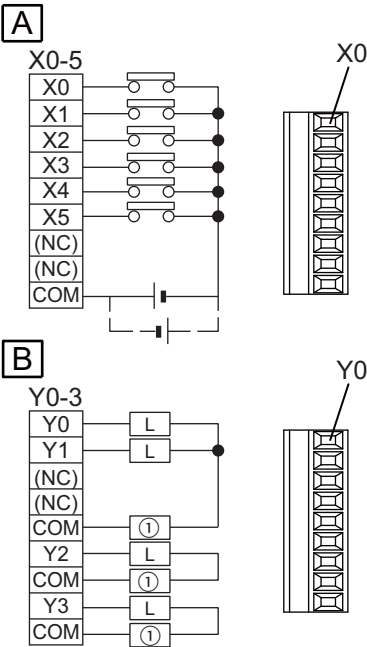 A
X0-5
X0
X0
X1
X2
X3
X4
X5
(NC)
(NC)
COM
B
Y0-3
Y0
Y0 L
Y1 L
(NC)
(NC)
COM ①
Y2 L
COM ①
Y3 L
COM ①